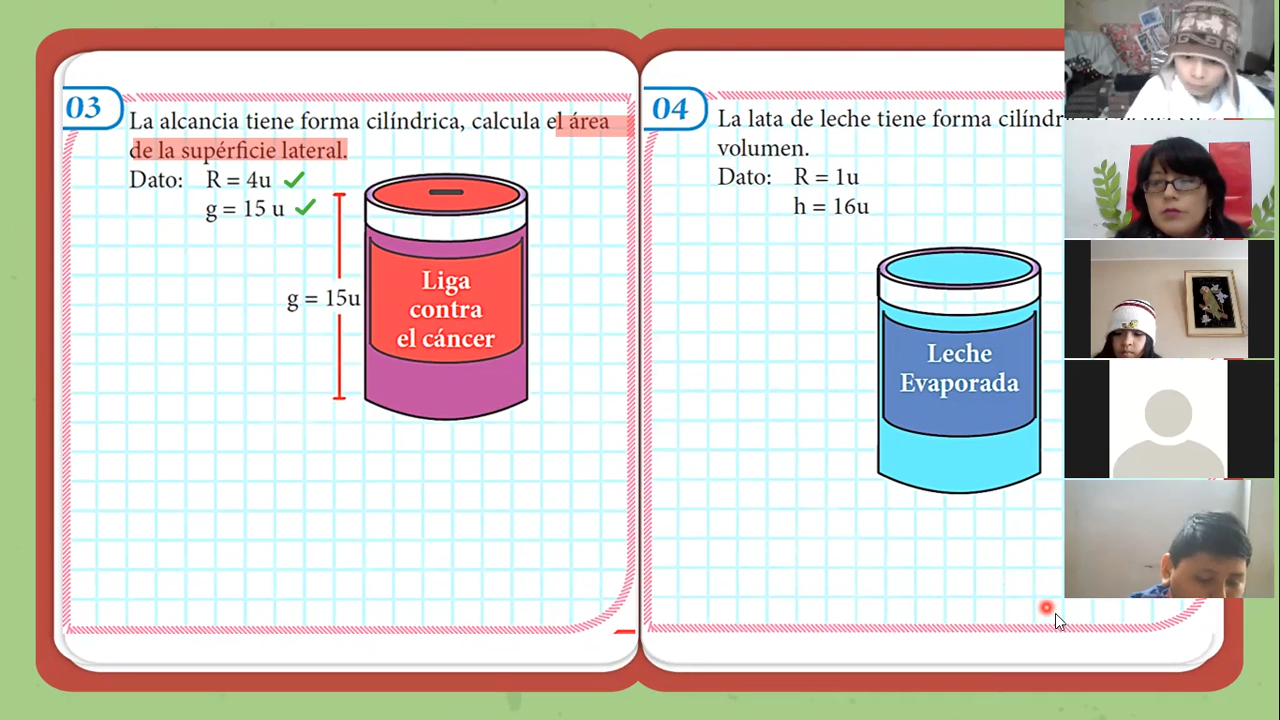 03
La alcancia tiene forma cilíndrica, calcula el área
de la supérficie lateral.
Dato: R = 4u
g = 15 u
g = 15u
Liga
contra
el cáncer
04
La lata de leche tiene forma
volumen.
Dato: R = 1u
h = 16u
Leche
Evaporada